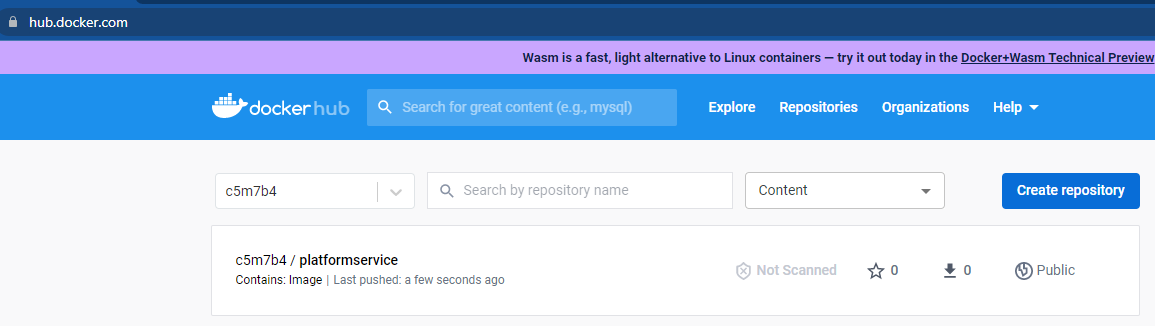 hub.docker.com
Wasm is a fast, light alternative to Linux containers — try it out today in the Docker+Wasm Technical Preview
docker hub Search for great content (e.g., mysql) Explore Repositories Organizations Help
c5m7b4 Search by repository name Content Create repository
c5m7b4 / platformservice
Contains: Image | Last pushed: a few seconds ago
Not Scanned 0 0 Public